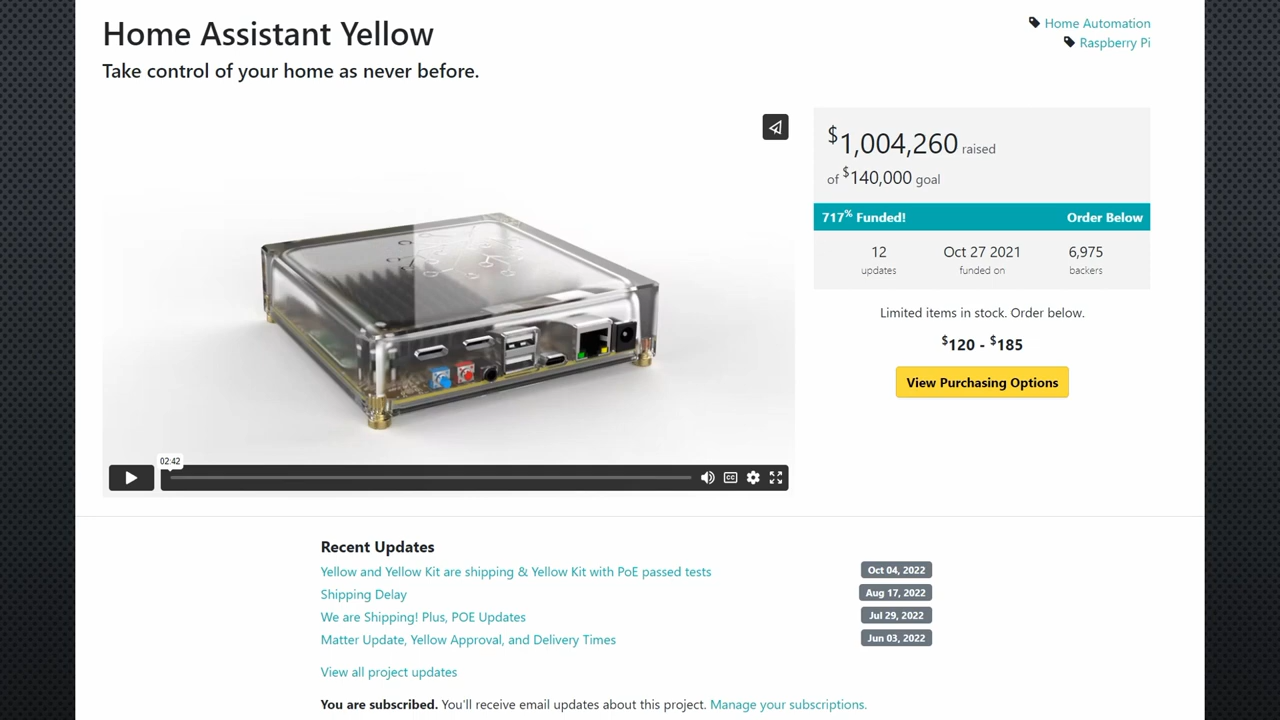 Home Assistant Yellow
Take control of your home as never before.
Home Automation
Raspberry Pi
$1,004,260 raised
of $140,000 goal
717% Funded! Order Below
12 Oct 27 2021 6,975
updates funded on backers
Limited items in stock. Order below.
$120 - $185
View Purchasing Options
02:42
CC
Recent Updates
Yellow and Yellow Kit are shipping & Yellow Kit with PoE passed tests Oct 04, 2022
Shipping Delay Aug 17, 2022
We are Shipping! Plus, POE Updates Jul 29, 2022
Matter Update, Yellow Approval, and Delivery Times Jun 03, 2022
View all project updates
You are subscribed. You'll receive email updates about this project. Manage your subscriptions.